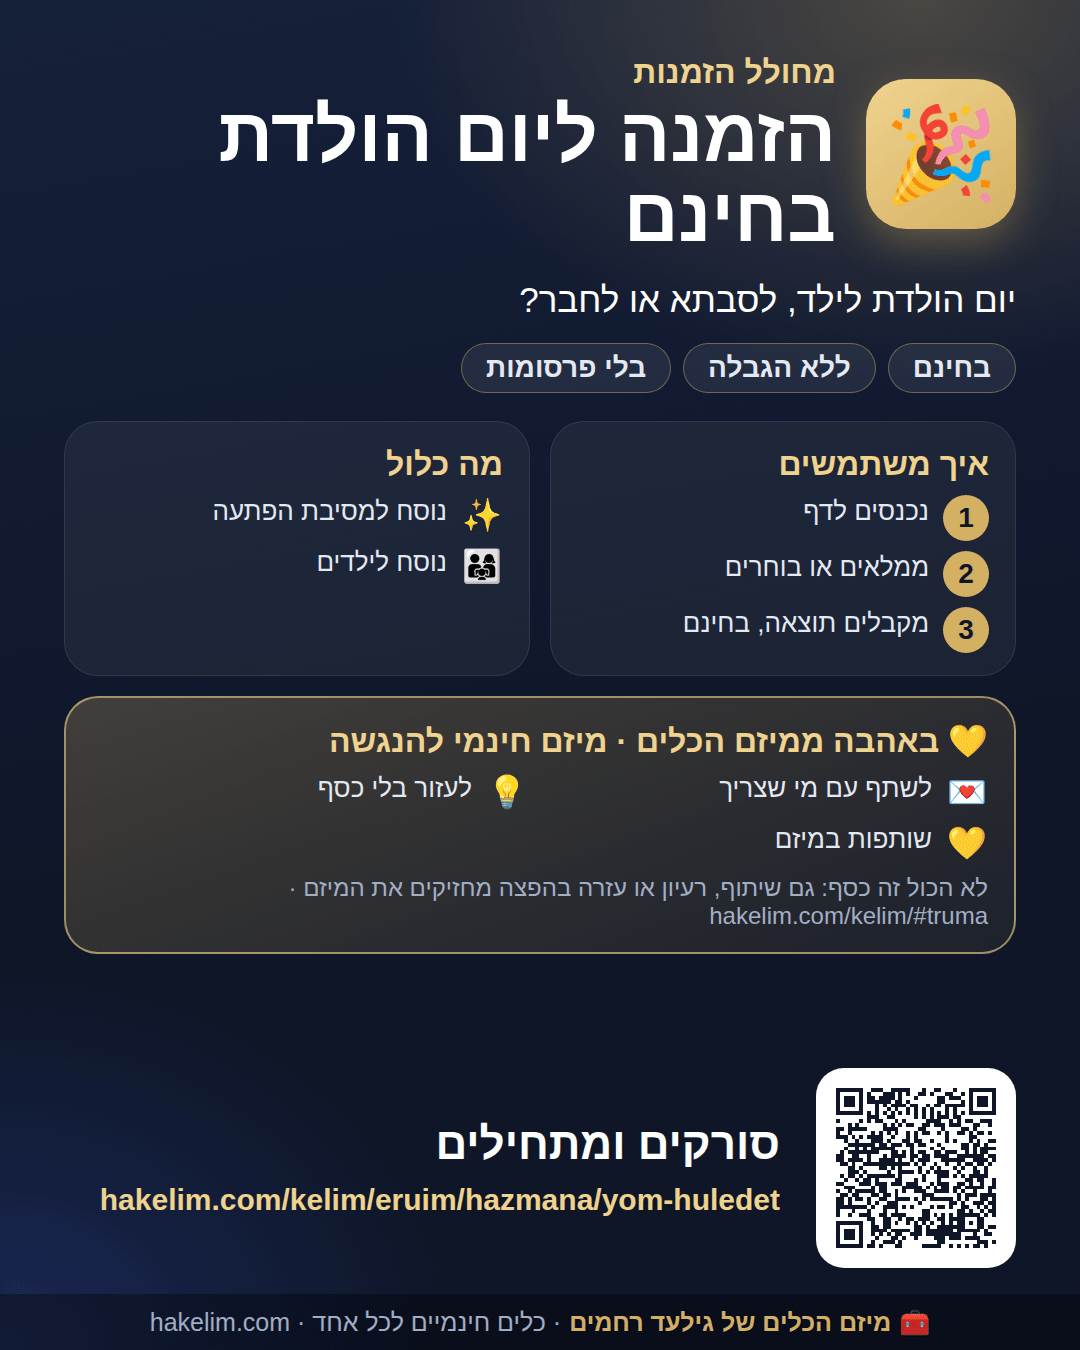 מחולל הזמנות
הזמנה ליום הולדת
בחינם
יום הולדת לילד, לסבתא או לחבר?
בחינם
ללא הגבלה
בלי פרסומות
איך משתמשים
1 נכנסים לדף
2 ממלאים או בוחרים
3 מקבלים תוצאה, בחינם
מה כלול
✨ נוסח למסיבת הפתעה
👨‍👩‍👧 נוסח לילדים
💛 באהבה ממיזם הכלים · מיזם חינמי להנגשה
💌 לשתף עם מי שצריך
💡 לעזור בלי כסף
💛 שותפות במיזם
לא הכול זה כסף: גם שיתוף, רעיון או עזרה בהפצה מחזיקים את המיזם ·
hakelim.com/kelim/#truma
סורקים ומתחילים
hakelim.com/kelim/eruim/hazmana/yom-huledet
🧰 מיזם הכלים של גילעד רחמים · כלים חינמיים לכל אחד · hakelim.com